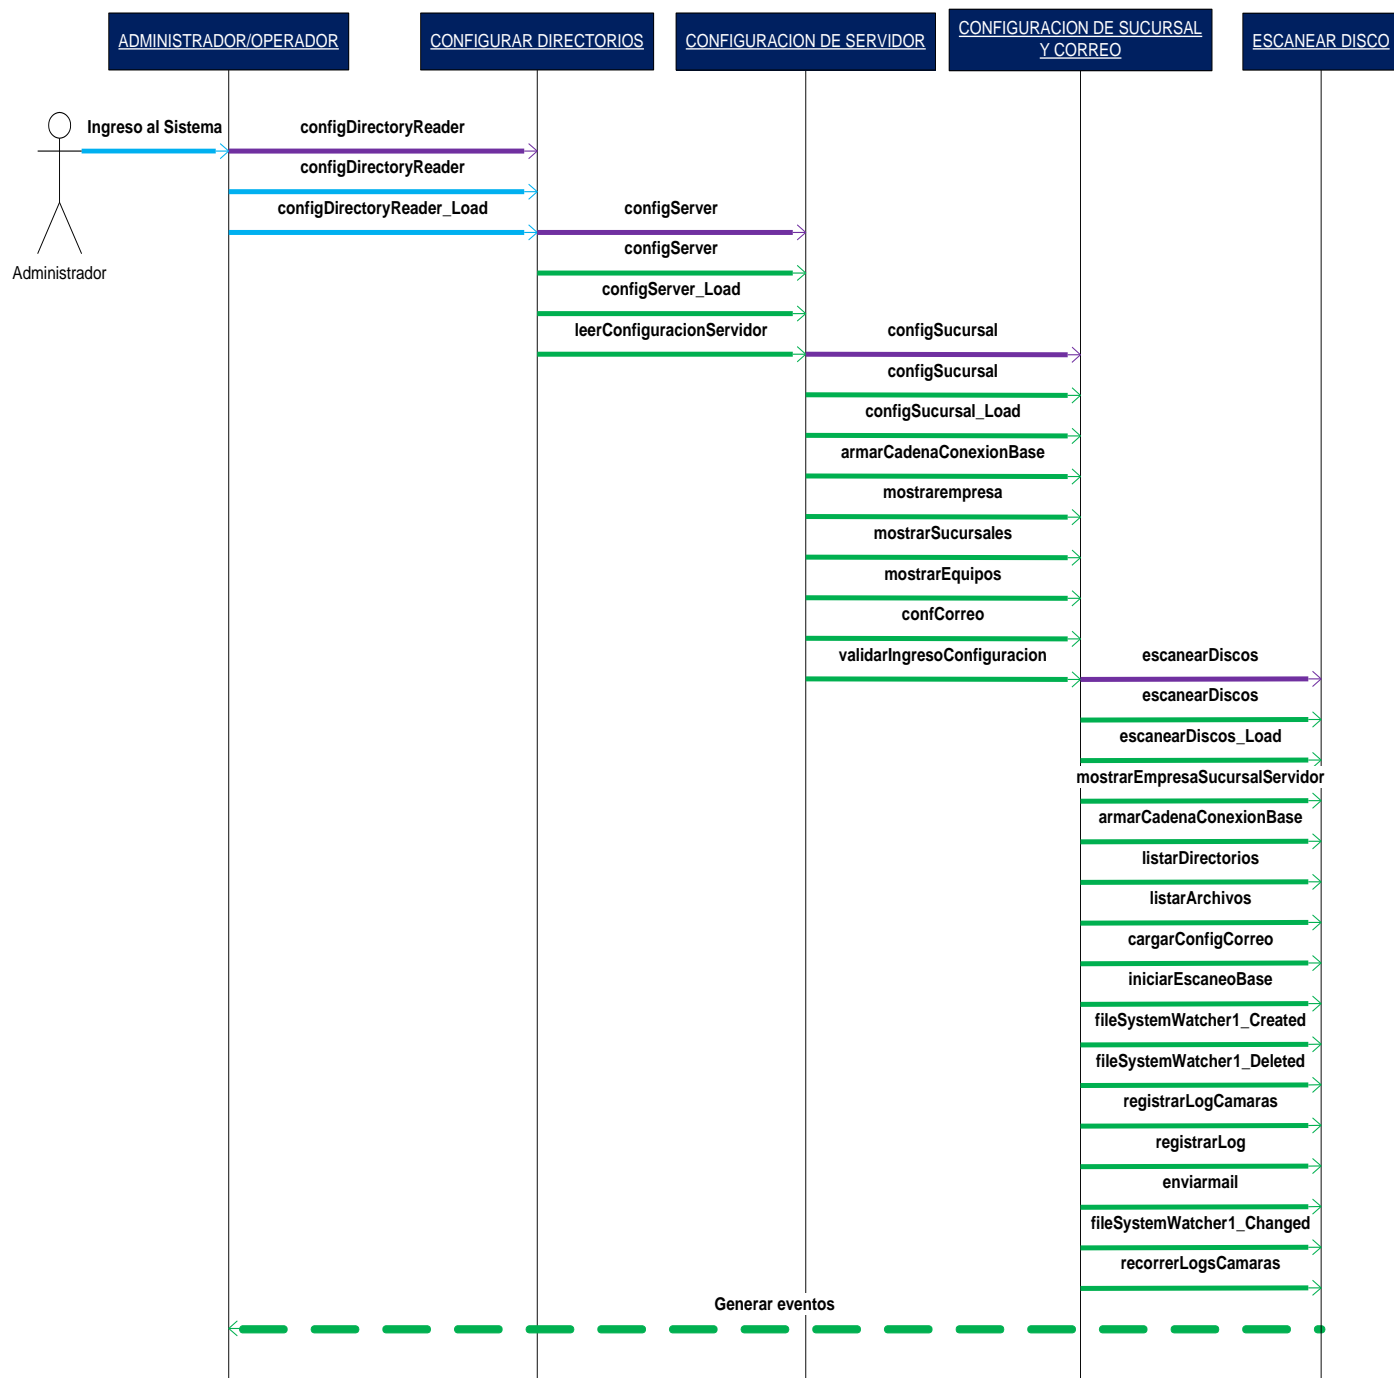 ADMINISTRADOR/OPERADOR
CONFIGURAR DIRECTORIOS
CONFIGURACION DE SERVIDOR
CONFIGURACION DE SUCURSAL
Y CORREO
ESCANEAR DISCO
Ingreso al Sistema
configDirectoryReader
configDirectoryReader
configDirectoryReader_Load
configServer
Administrador
configServer
configServer_Load
leerConfiguracionServidor
configSucursal
configSucursal
configSucursal_Load
armarCadenaConexionBase
mostrarempresa
mostrarSucursales
mostrarEquipos
confCorreo
validarIngresoConfiguracion
escanearDiscos
escanearDiscos
escanearDiscos_Load
mostrarEmpresaSucursalServidor
armarCadenaConexionBase
listarDirectorios
listarArchivos
cargarConfigCorreo
iniciarEscaneoBase
fileSystemWatcher1_Created
fileSystemWatcher1_Deleted
registrarLogCamaras
registrarLog
enviarmail
fileSystemWatcher1_Changed
recorrerLogsCamaras
Generar eventos